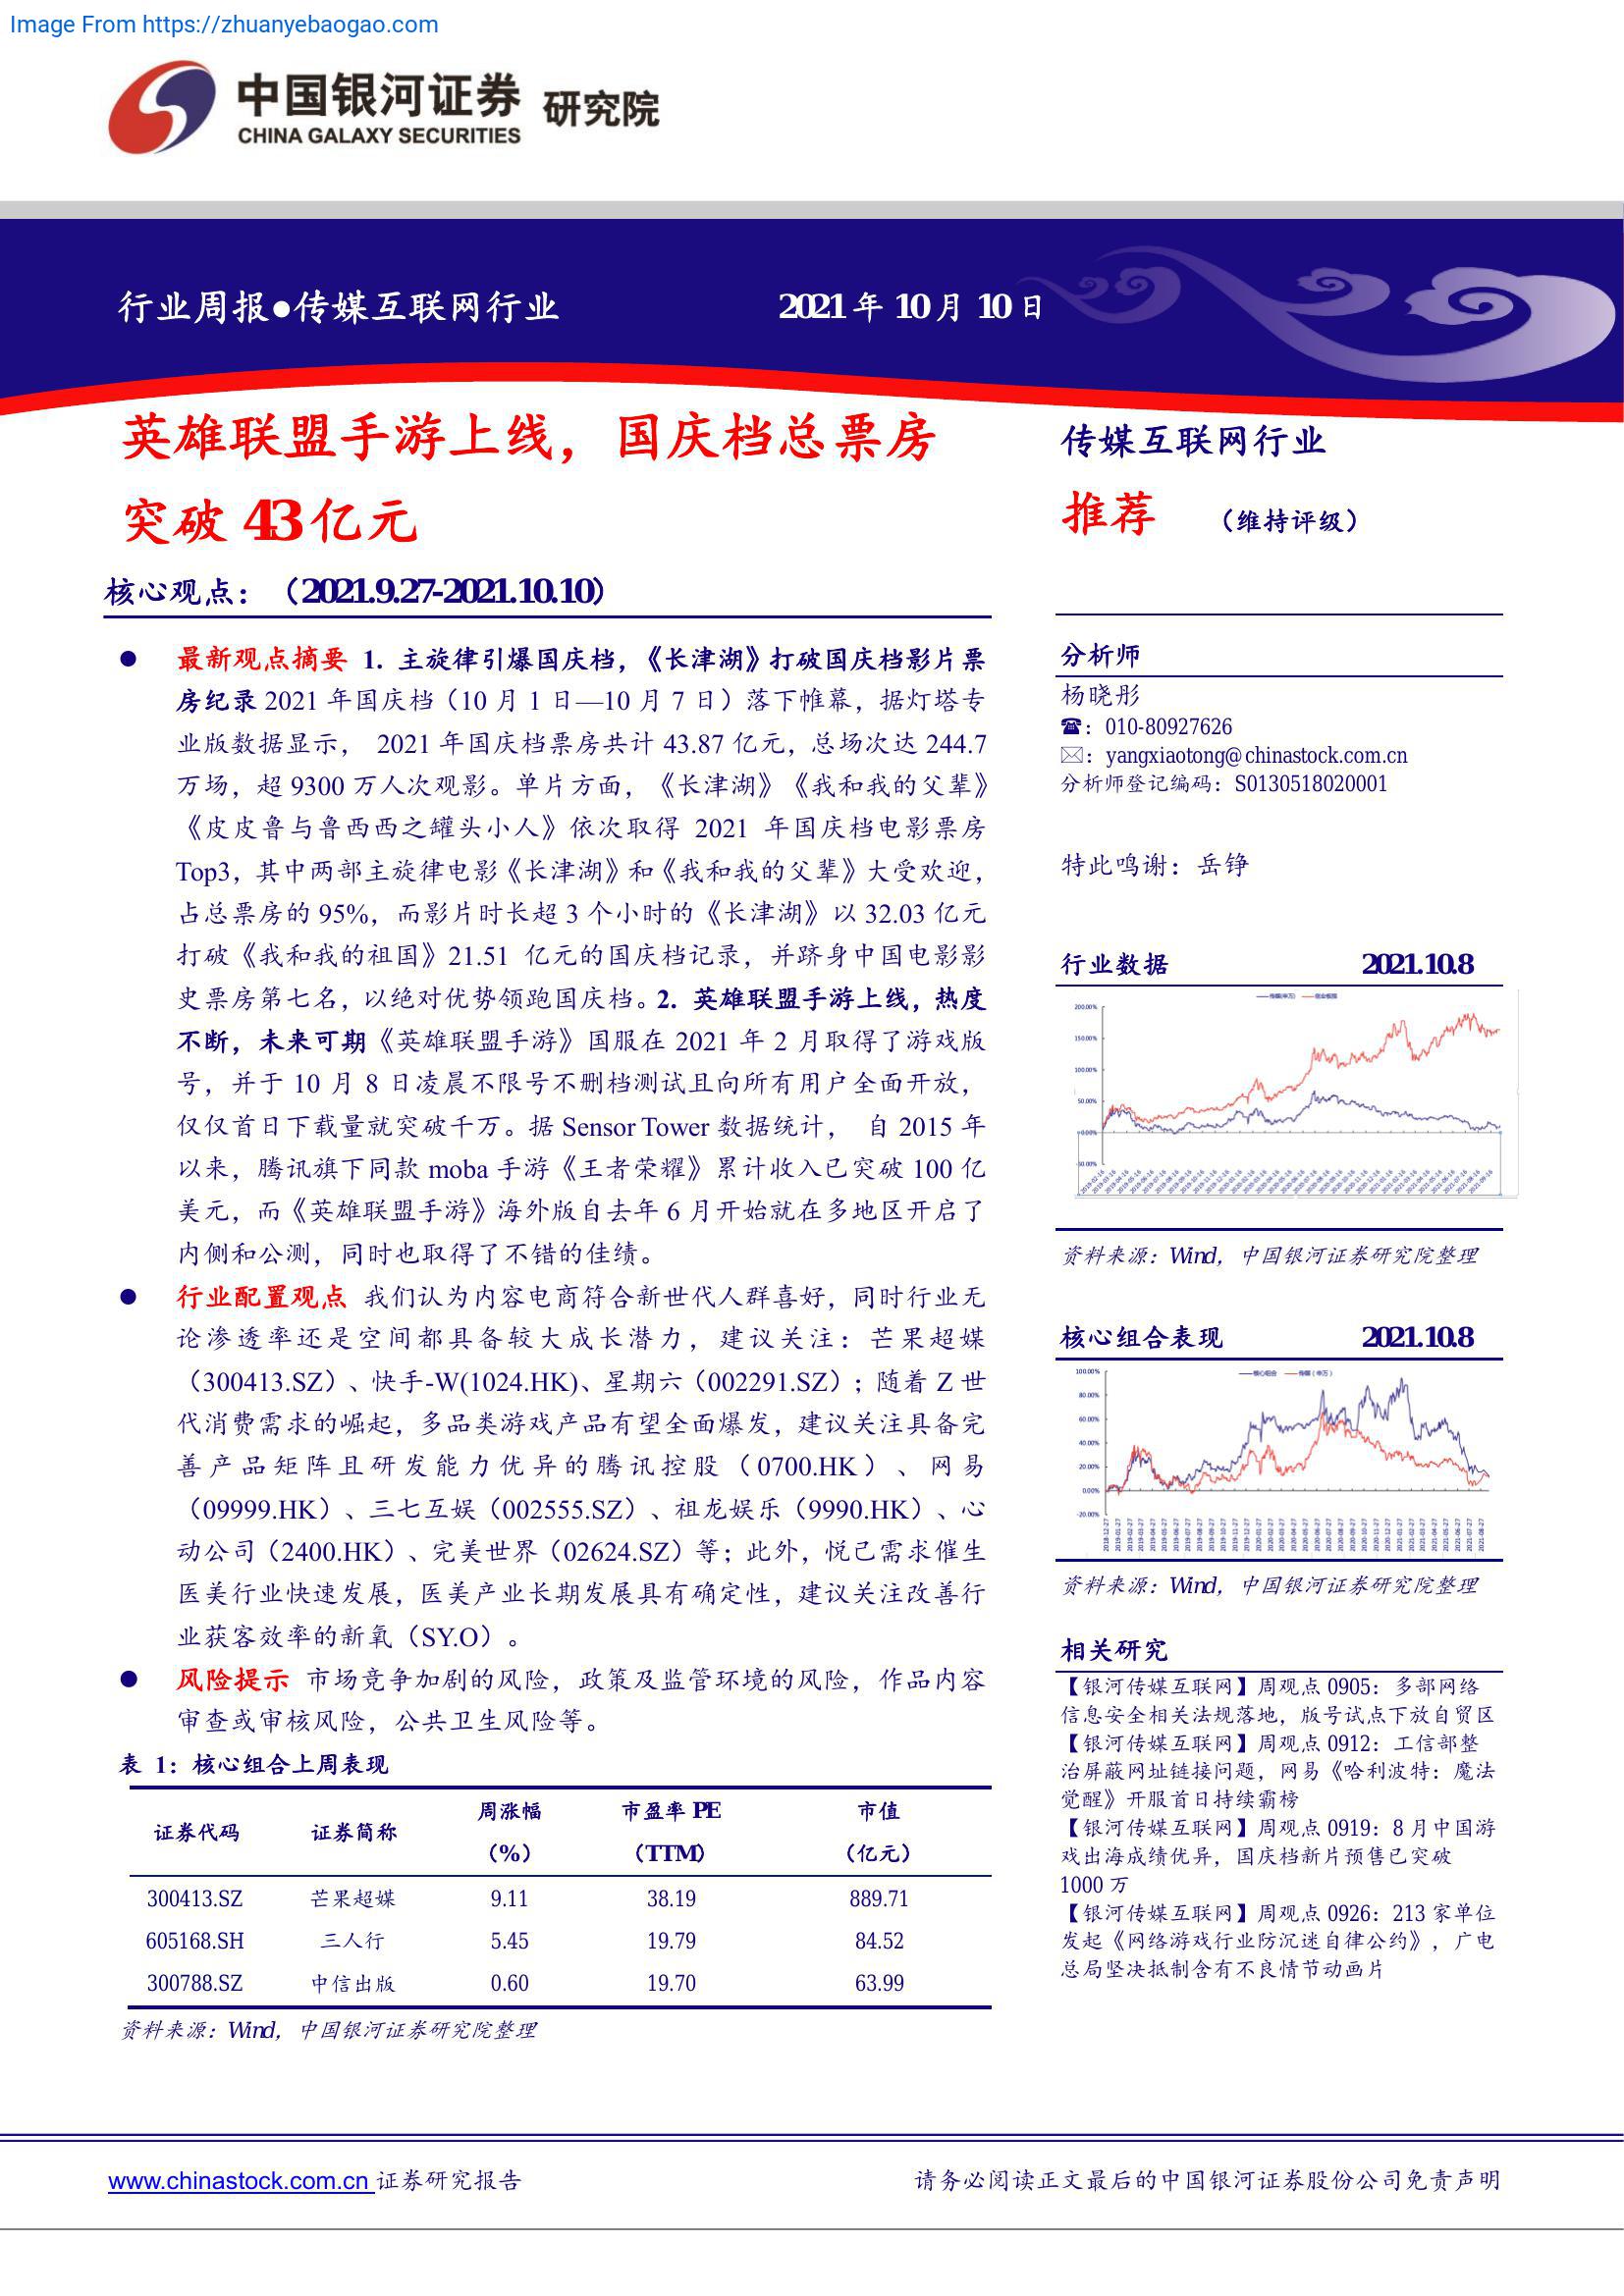 Image From https://zhuanyebaogao.com
中国银河证券 研究院
CHINA GALAXY SECURITIES
行业周报●传媒互联网行业 2021年10月10日
英雄联盟手游上线，国庆档总票房
突破43亿元
核心观点：（2021.9.27-2021.10.10）
● 最新观点摘要 1. 主旋律引爆国庆档，《长津湖》打破国庆档影片票
房纪录 2021 年国庆档（10 月 1 日—10 月 7 日）落下帷幕，据灯塔专
业版数据显示， 2021 年国庆档票房共计 43.87 亿元，总场次达 244.7
万场，超 9300 万人次观影。单片方面，《长津湖》《我和我的父辈》
《皮皮鲁与鲁西西之罐头小人》依次取得 2021 年国庆档电影票房
Top3，其中两部主旋律电影《长津湖》和《我和我的父辈》大受欢迎，
占总票房的 95%，而影片时长超 3 个小时的《长津湖》以 32.03 亿元
打破《我和我的祖国》21.51 亿元的国庆档记录，并跻身中国电影影
史票房第七名，以绝对优势领跑国庆档。2. 英雄联盟手游上线，热度
不断，未来可期《英雄联盟手游》国服在 2021 年 2 月取得了游戏版
号，并于 10 月 8 日凌晨不限号不删档测试且向所有用户全面开放，
仅仅首日下载量就突破千万。据 Sensor Tower 数据统计， 自 2015 年
以来，腾讯旗下同款 moba 手游《王者荣耀》累计收入已突破 100 亿
美元，而《英雄联盟手游》海外版自去年 6 月开始就在多地区开启了
内侧和公测，同时也取得了不错的佳绩。
● 行业配置观点 我们认为内容电商符合新世代人群喜好，同时行业无
论渗透率还是空间都具备较大成长潜力，建议关注：芒果超媒
（300413.SZ）、快手-W(1024.HK)、星期六（002291.SZ）；随着 Z 世
代消费需求的崛起，多品类游戏产品有望全面爆发，建议关注具备完
善产品矩阵且研发能力优异的腾讯控股（0700.HK）、网易
（09999.HK）、三七互娱（002555.SZ）、祖龙娱乐（9990.HK）、心
动公司（2400.HK）、完美世界（02624.SZ）等；此外，悦己需求催生
医美行业快速发展，医美产业长期发展具有确定性，建议关注改善行
业获客效率的新氧（SY.O）。
● 风险提示 市场竞争加剧的风险，政策及监管环境的风险，作品内容
审查或审核风险，公共卫生风险等。
表 1：核心组合上周表现
证券代码 证券简称 周涨幅（%） 市盈率 PE（TTM） 市值（亿元）
300413.SZ 芒果超媒 9.11 38.19 889.71
605168.SH 三人行 5.45 19.79 84.52
300788.SZ 中信出版 0.60 19.70 63.99
资料来源：Wind，中国银河证券研究院整理
传媒互联网行业
推荐 （维持评级）
分析师
杨晓彤
☎：010-80927626
✉：yangxiaotong@chinastock.com.cn
分析师登记编码：S0130518020001
特此鸣谢：岳铮
行业数据 2021.10.8
传媒(申万)
200.00%
150.00%
100.00%
50.00%
0.00%
资料来源：Wind，中国银河证券研究院整理
核心组合表现 2021.10.8
核心组合 传媒（申万）
100.00%
80.00%
60.00%
40.00%
20.00%
0.00%
-20.00%
资料来源：Wind，中国银河证券研究院整理
相关研究
【银河传媒互联网】周观点 0905：多部网络
信息安全相关法规落地，版号试点下放自贸区
【银河传媒互联网】周观点 0912：工信部整
治屏蔽网址链接问题，网易《哈利波特：魔法
觉醒》开服首日持续霸榜
【银河传媒互联网】周观点 0919：8 月中国游
戏出海成绩优异，国庆档新片预售已突破
1000 万
【银河传媒互联网】周观点 0926：213 家单位
发起《网络游戏行业防沉迷自律公约》，广电
总局坚决抵制含有不良情节动画片
www.chinastock.com.cn 证券研究报告 请务必阅读正文最后的中国银河证券股份公司免责声明